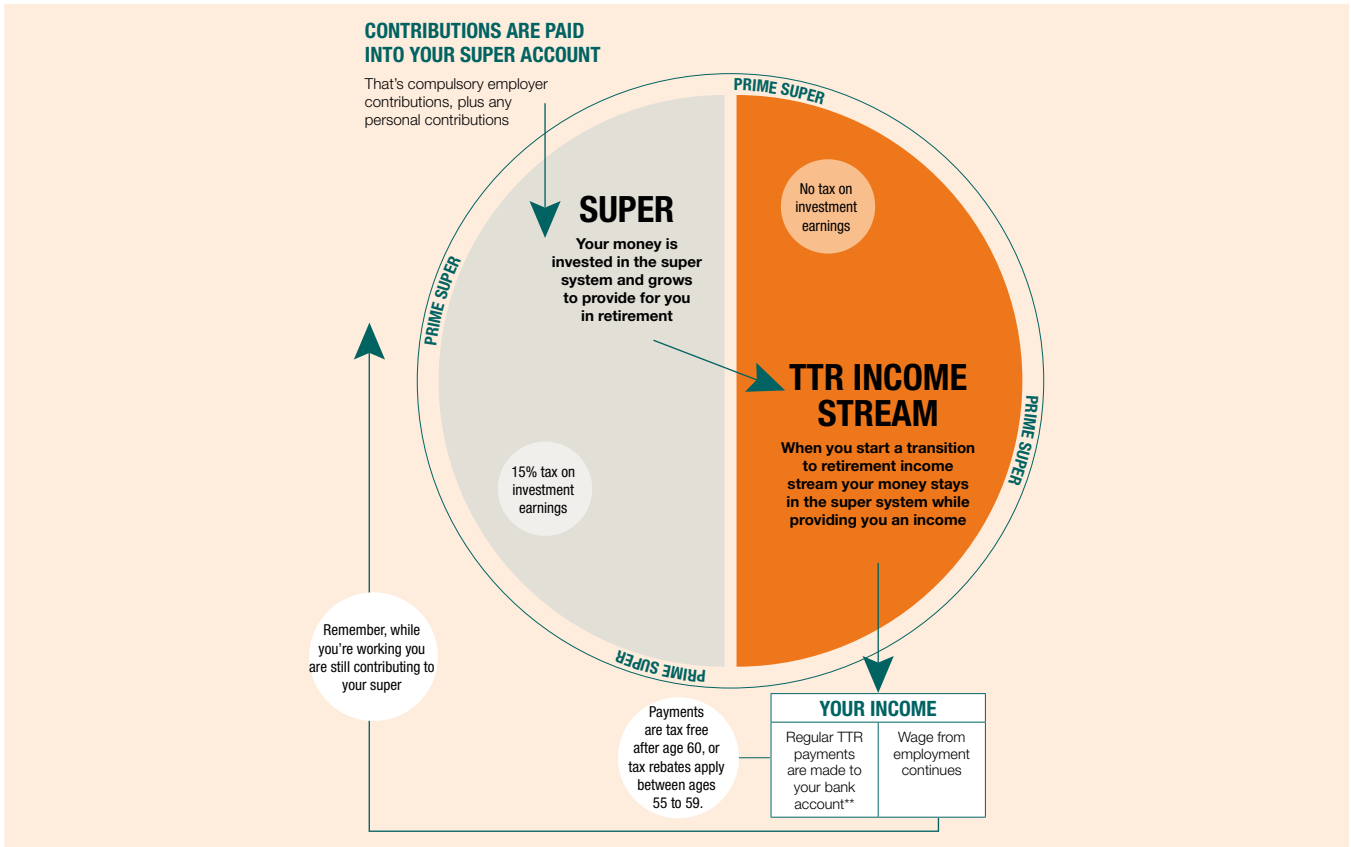 CONTRIBUTIONS ARE PAID
INTO YOUR SUPER ACCOUNT
That's compulsory employer
contributions, plus any
personal contributions
PRIME SUPER
PRIME SUPER
PRIME SUPER
PRIME SUPER
SUPER
Your money is
invested in the super
system and grows
to provide for you
in retirement
15% tax on
investment
earnings
No tax on
investment
earnings
TTR INCOME
STREAM
When you start a transition
to retirement income
stream your money stays
in the super system while
providing you an income
Remember, while
you're working you
are still contributing to
your super
Payments
are tax free
after age 60, or
tax rebates apply
between ages
55 to 59.
YOUR INCOME
Regular TTR
payments
are made to
your bank
account**
Wage from
employment
continues